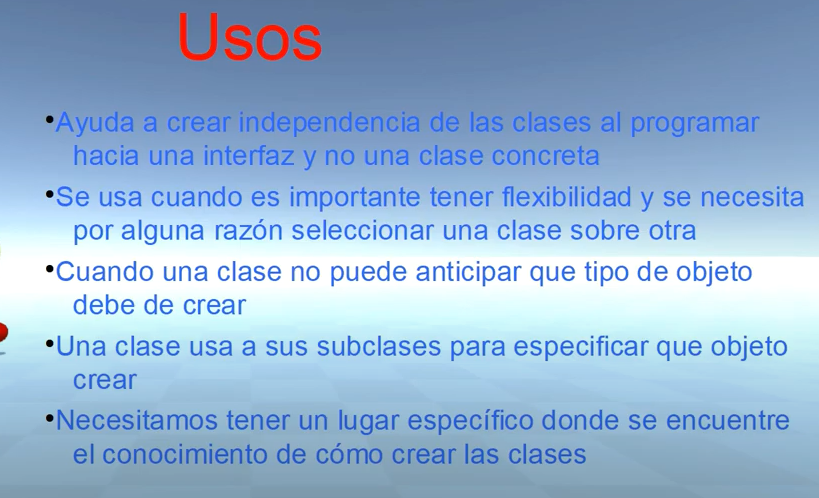 Usos
•Ayuda a crear independencia de las clases al programar
hacia una interfaz y no una clase concreta
•Se usa cuando es importante tener flexibilidad y se necesita
por alguna razón seleccionar una clase sobre otra
•Cuando una clase no puede anticipar que tipo de objeto
debe de crear
•Una clase usa a sus subclases para especificar que objeto
crear
•Necesitamos tener un lugar específico donde se encuentre
el conocimiento de cómo crear las clases